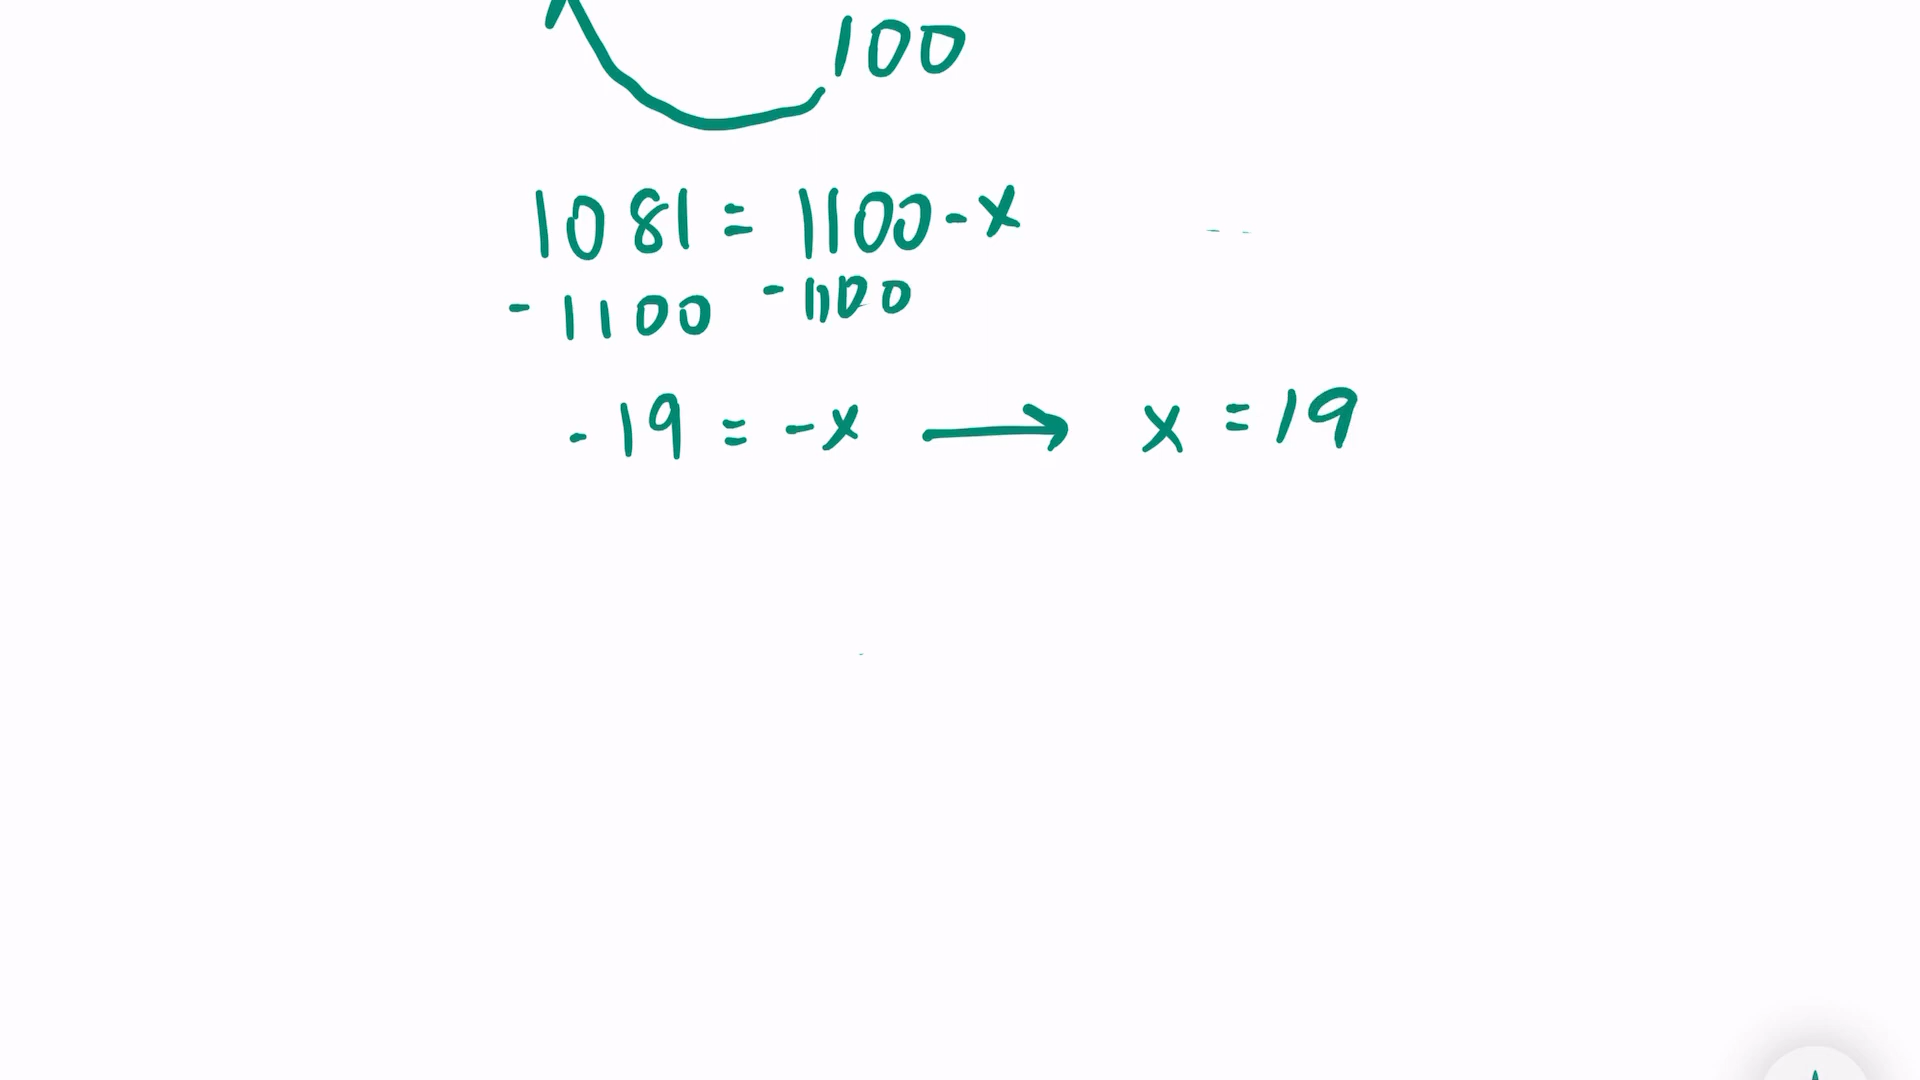 100
1081 = 1100 - x
- 1100 - 1100
- 19 = - x → x = 19